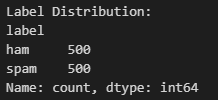 Label Distribution:
label
ham     500
spam    500
Name: count, dtype: int64